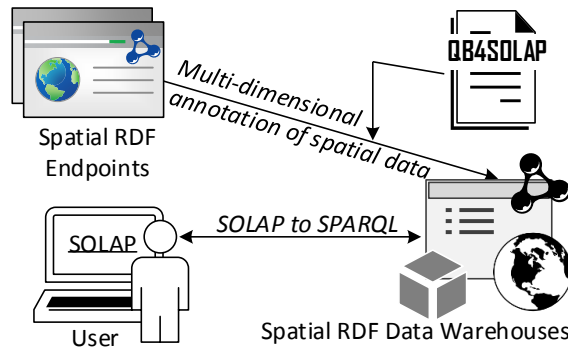 QB4SOLAP
Multi-dimensional
annotation of spatial data
Spatial RDF
Endpoints
SOLAP
SOLAP to SPARQL
User
Spatial RDF Data Warehouses